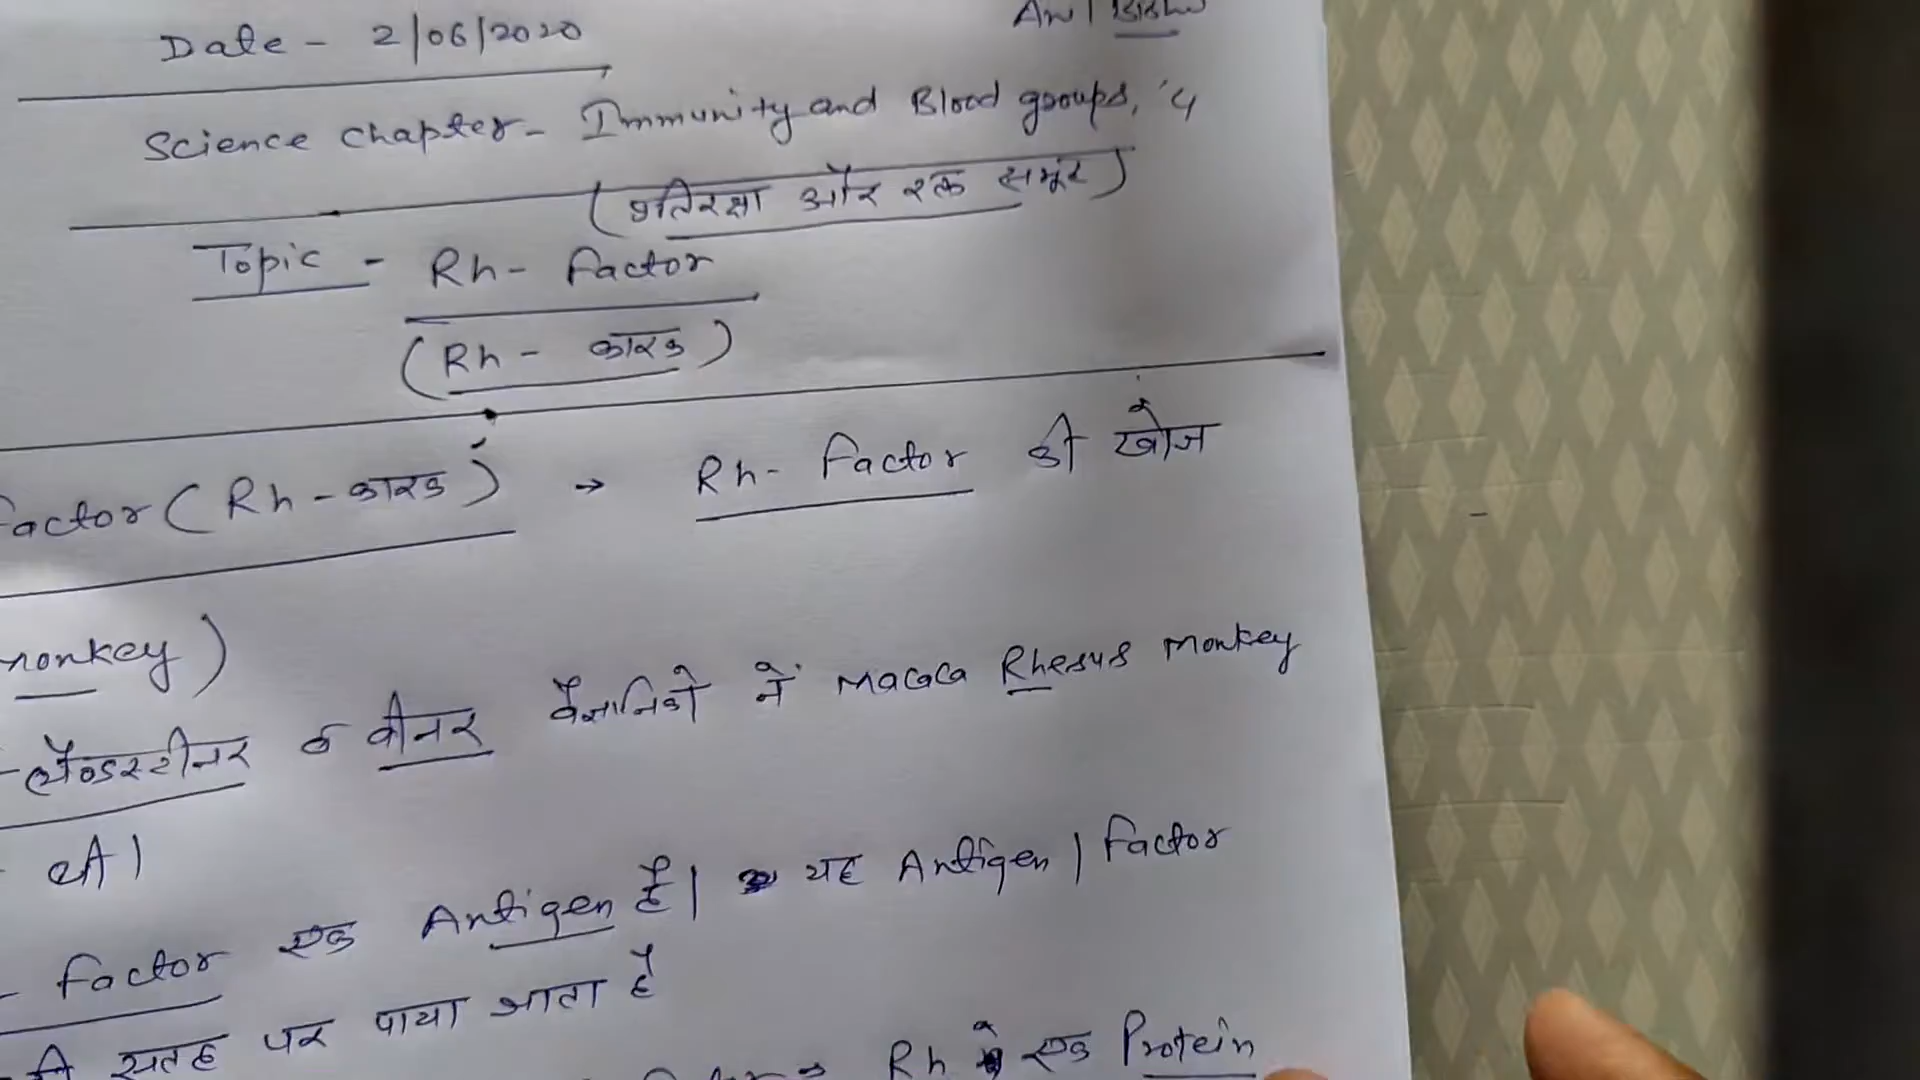 Date - 2/06/2020
Science chapter - Immunity and Blood groups, 4
(प्रतिरक्षा और रक्त समूह)
Topic - Rh - factor
(Rh - कारक)
factor (Rh - कारक) → Rh - factor की खोज
monkey)
लैंडस्टीनर व वीनर वैज्ञानिकों ने Macaca Rhesus Monkey
थी।
- factor एक Antigen है। यह Antigen / factor
की सतह पर पाया जाता है
Rh एक Protein